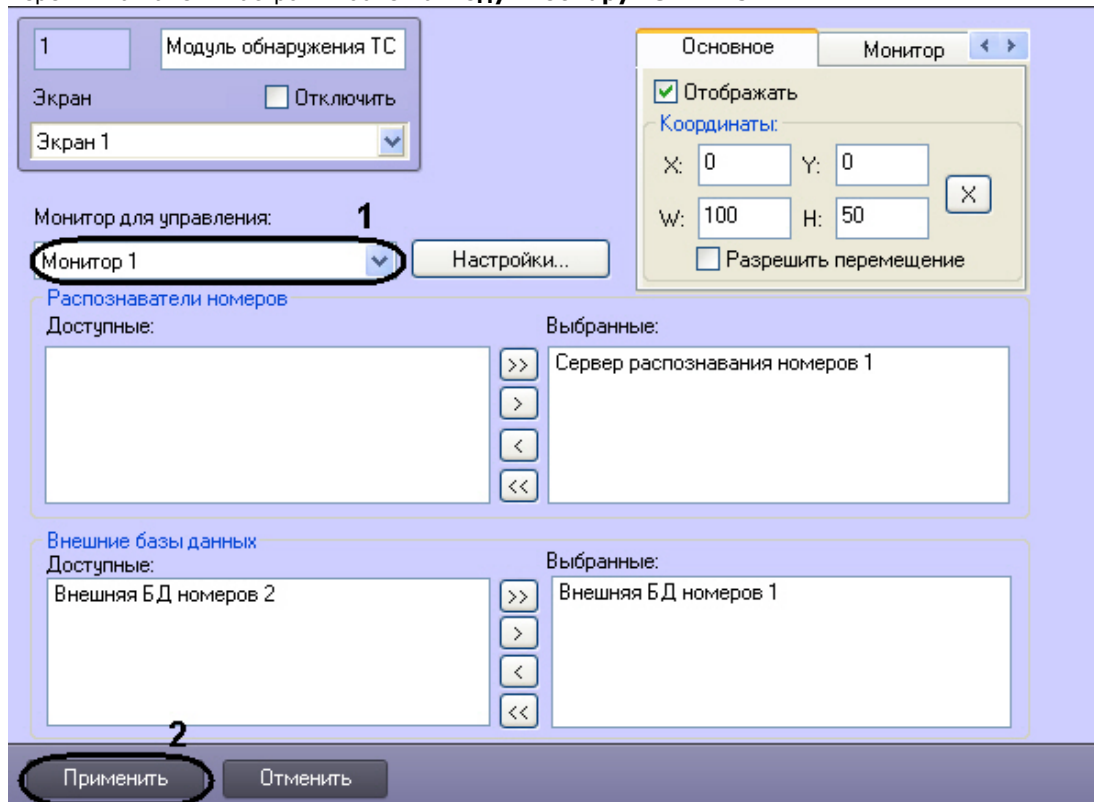 1
Модуль обнаружения ТС
Экран
Отключить
Экран 1
Основное
Монитор
Отображать
Координаты:
X: 0 Y: 0
X
W: 100 H: 50
Разрешить перемещение
Монитор для управления:
1
Монитор 1
Настройки...
Распознаватели номеров
Доступные:
Выбранные:
Сервер распознавания номеров 1
>>
>
<
<<
Внешние базы данных
Доступные:
Выбранные:
Внешняя БД номеров 2
Внешняя БД номеров 1
>>
>
<
<<
2
Применить
Отменить